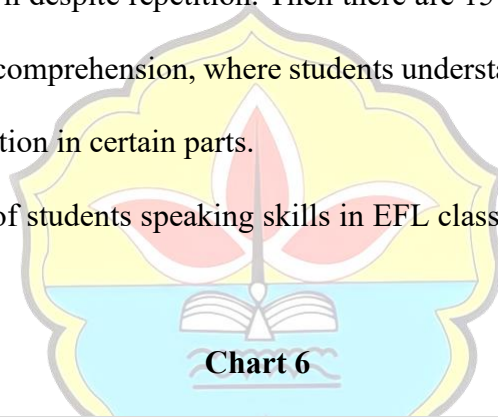 despite repetition. Then there are 15
comprehension, where students understa
tion in certain parts.
of students speaking skills in EFL class
Chart 6